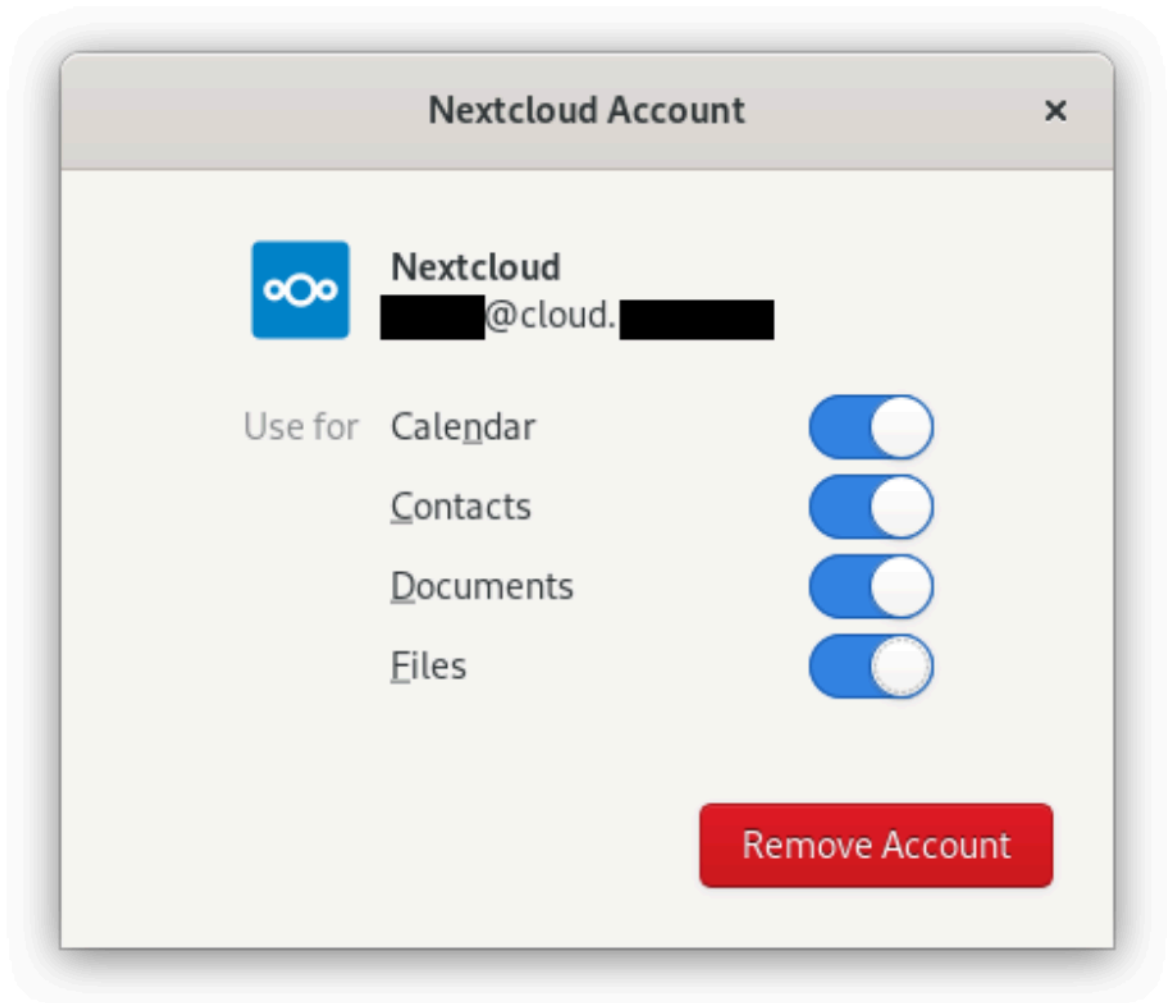 Nextcloud Account
Nextcloud
@cloud.
Use for Calendar
Contacts
Documents
Files
Remove Account